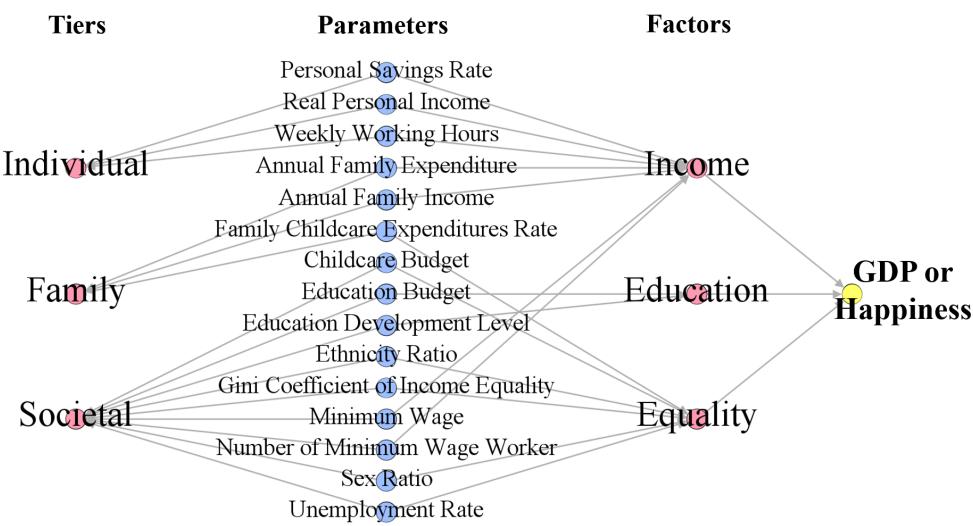 Tiers
Parameters
Factors
Personal Savings Rate
Real Personal Income
Weekly Working Hours
Individual
Annual Family Expenditure
Income
Annual Family Income
Family Childcare Expenditures Rate
Childcare Budget
Family
Education Budget
Education
GDP or
Happiness
Education Development Level
Ethnicity Ratio
Gini Coefficient of Income Equality
Societal
Minimum Wage
Equality
Number of Minimum Wage Worker
Sex Ratio
Unemployment Rate